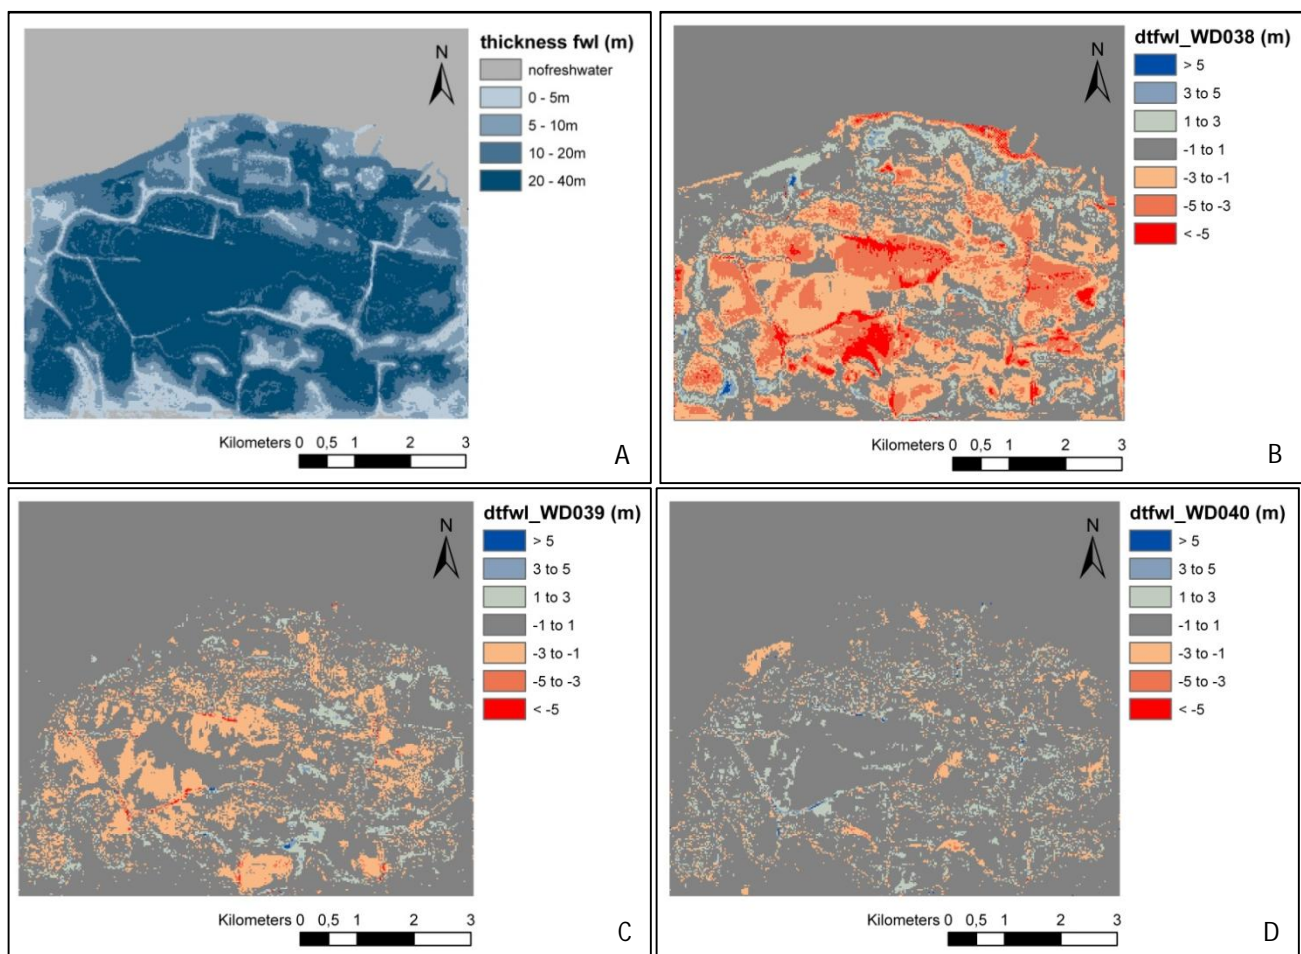 thickness fwl (m)
nofreshwater
0 - 5m
5 - 10m
10 - 20m
20 - 40m
N
Kilometers 0 0,5 1 2 3
A
dtfwl_WD038 (m)
> 5
3 to 5
1 to 3
-1 to 1
-3 to -1
-5 to -3
< -5
N
Kilometers 0 0,5 1 2 3
B
dtfwl_WD039 (m)
> 5
3 to 5
1 to 3
-1 to 1
-3 to -1
-5 to -3
< -5
N
Kilometers 0 0,5 1 2 3
C
dtfwl_WD040 (m)
> 5
3 to 5
1 to 3
-1 to 1
-3 to -1
-5 to -3
< -5
N
Kilometers 0 0,5 1 2 3
D